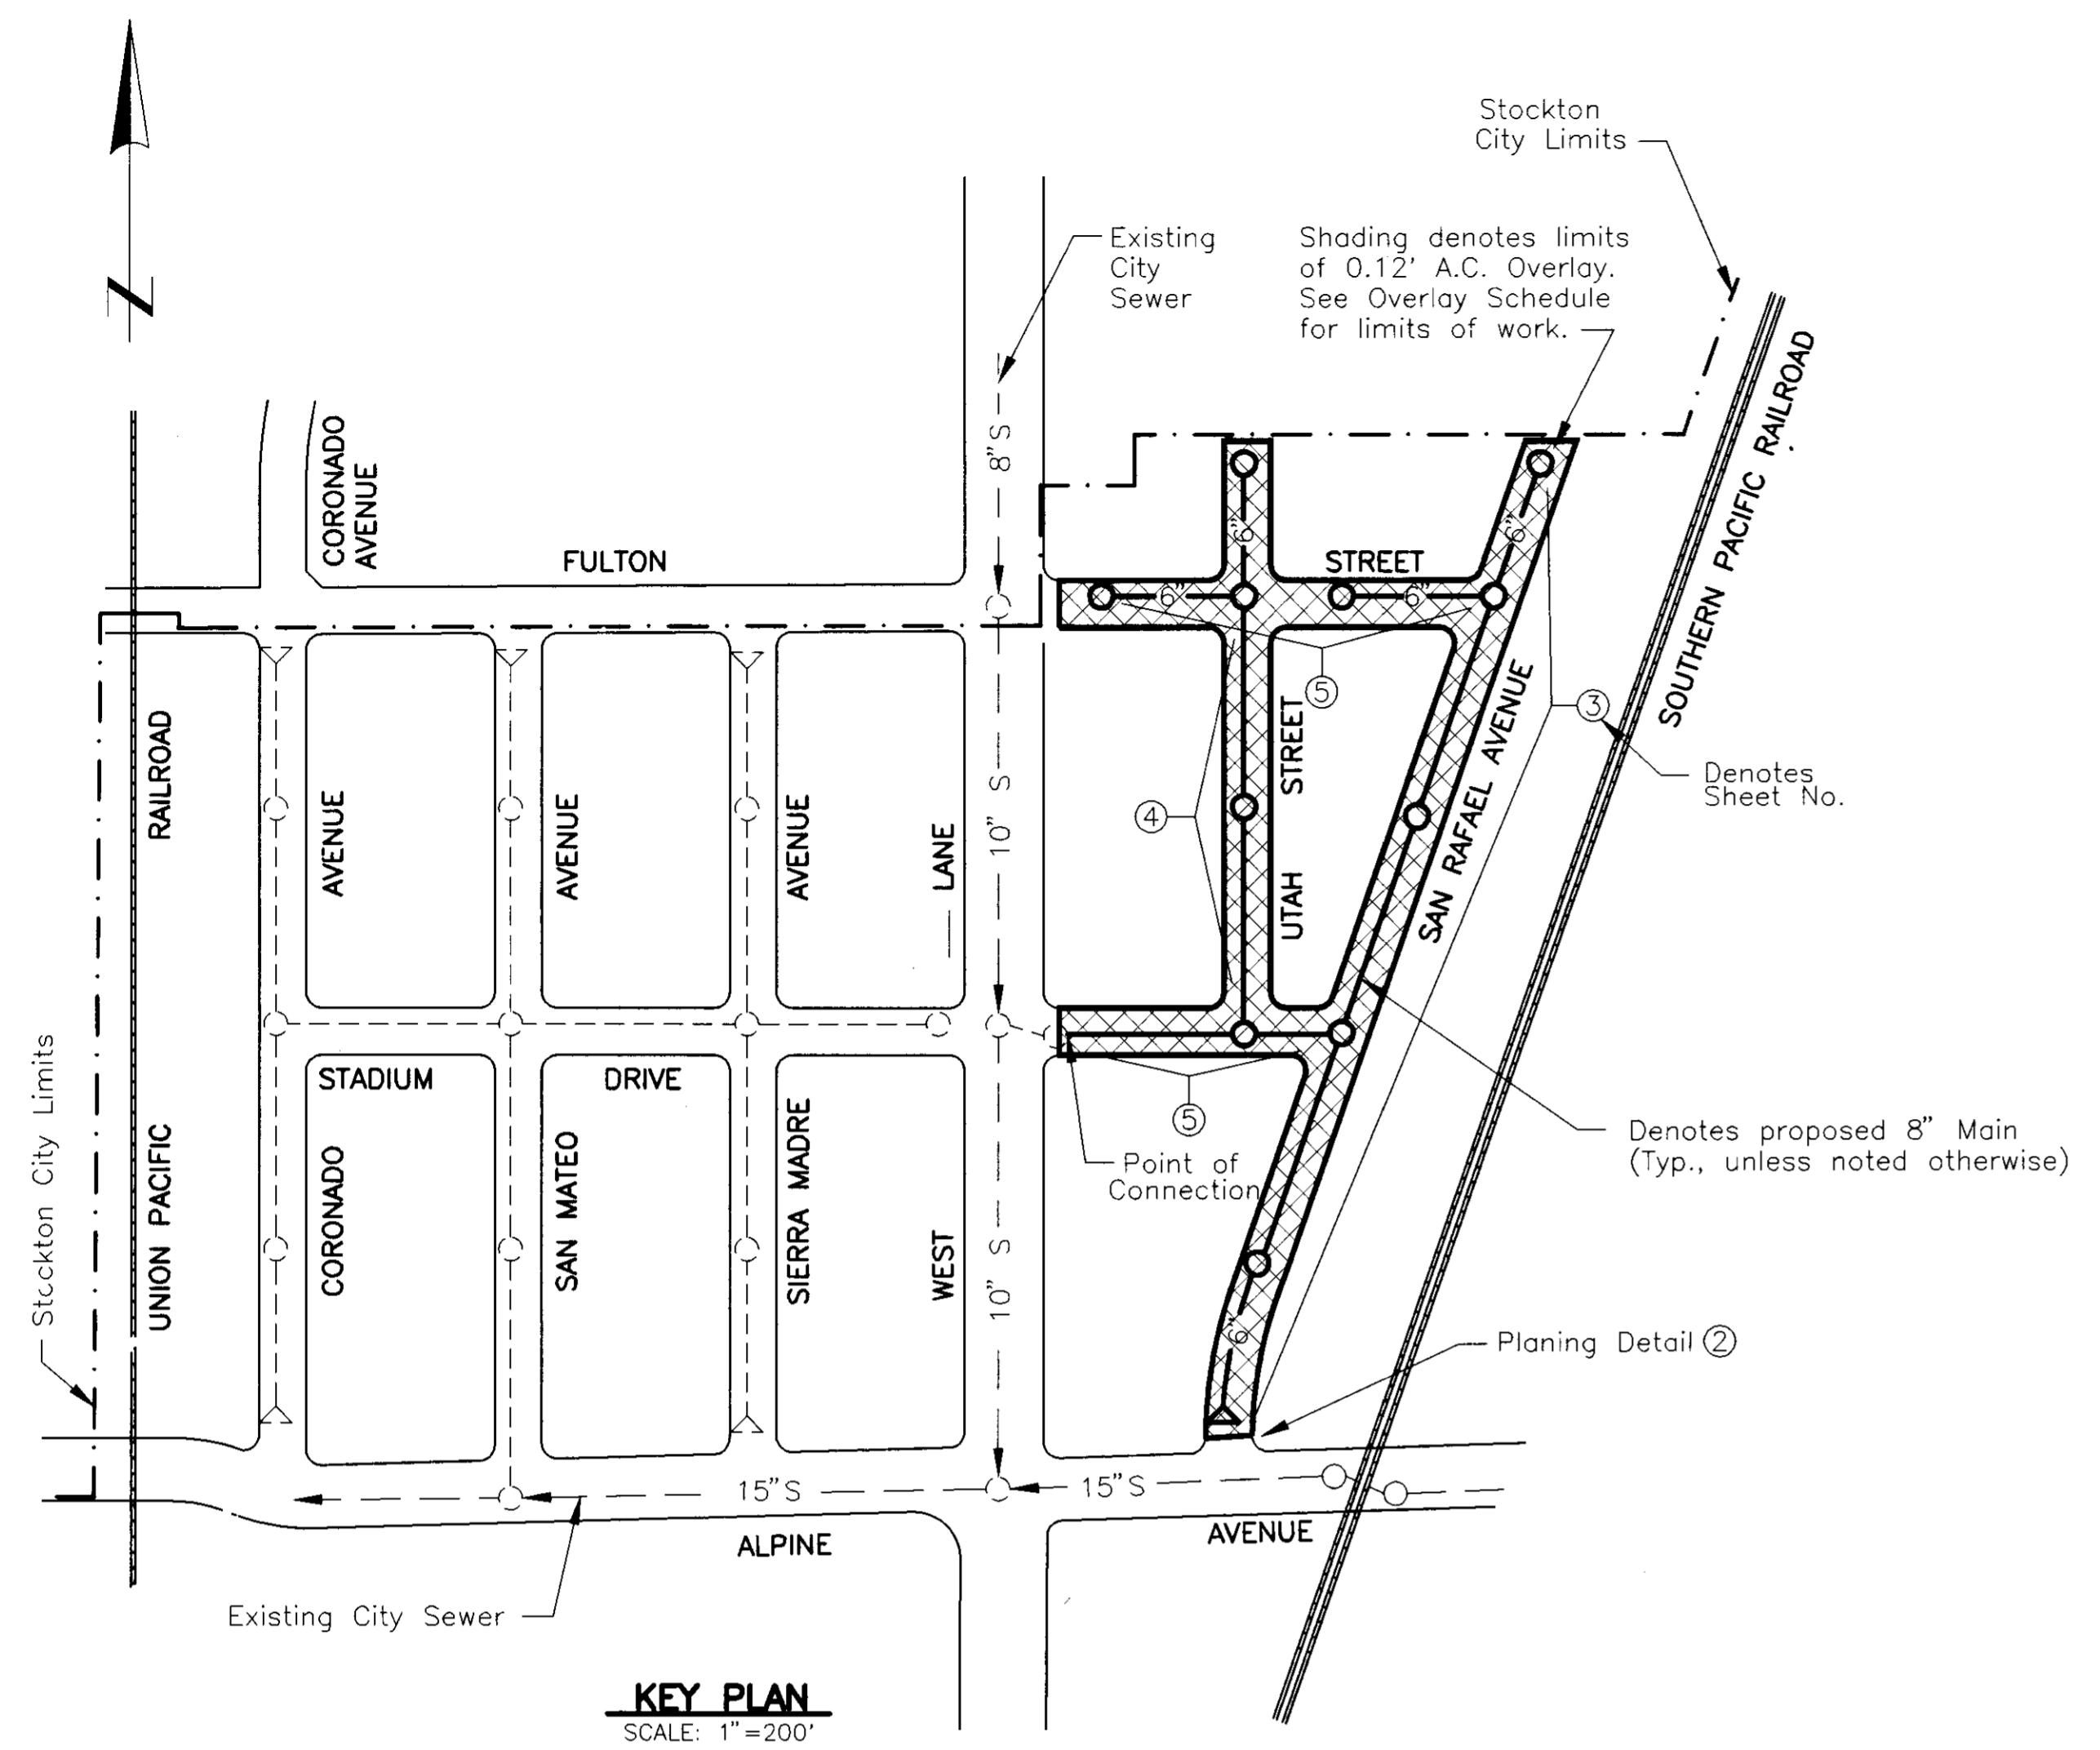 Stockton
City Limits
Existing
City
Sewer
Shading denotes limits
of 0.12' A.C. Overlay.
See Overlay Schedule
for limits of work.
N
CORONADO
AVENUE
8"S
FULTON
STREET
6"
6"
6"
6"
SOUTHERN PACIFIC RAILROAD
RAILROAD
AVENUE
AVENUE
AVENUE
LANE
10" S
4
5
UTAH STREET
SAN RAFAEL AVENUE
3
Denotes
Sheet No.
STADIUM
DRIVE
5
Point of
Connection
Denotes proposed 8" Main
(Typ., unless noted otherwise)
Stockton City Limits
UNION PACIFIC
CORONADO
SAN MATEO
SIERRA MADRE
WEST
10" S
6"
Planing Detail 2
15"S
15"S
ALPINE
AVENUE
Existing City Sewer
KEY PLAN
SCALE: 1"=200'